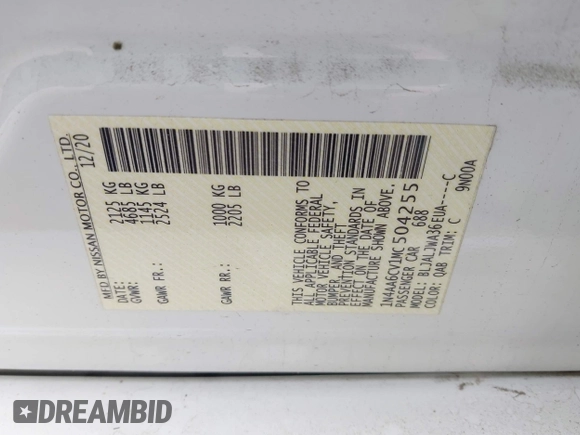 MFD BY NISSAN MOTOR CO., LTD.
12/20
GVWR: 2125 KG
4685 LB
GAWR FR: 1145 KG
2524 LB
GAWR RR: 1000 KG
2205 LB
THIS VEHICLE CONFORMS TO
ALL APPLICABLE FEDERAL
MOTOR VEHICLE SAFETY,
BUMPER, AND THEFT
PREVENTION STANDARDS IN
EFFECT ON THE DATE OF
MANUFACTURE SHOWN ABOVE.
1N4AA6CV1MC504255
PASSENGER CAR 688
MODEL: BLJALJWA36EUA----C
COLOR: QAB TRIM: C 9N00A
DREAMBID